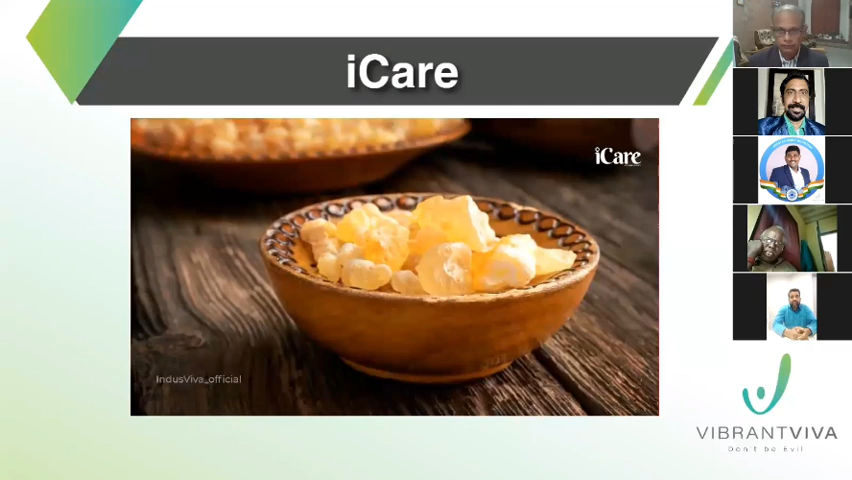 iCare
iCare
IndusViva_official
VIBRANTVIVA
Don't be Evil